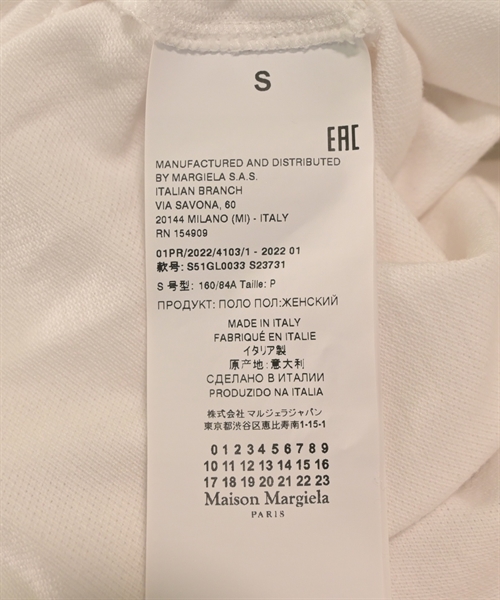 S
EAC
MANUFACTURED AND DISTRIBUTED
BY MARGIELA S.A.S.
ITALIAN BRANCH
VIA SAVONA, 60
20144 MILANO (MI) - ITALY
RN 154909
01PR/2022/4103/1 - 2022 01
款号: S51GL0033 S23731
S 号型: 160/84A Taille: P
ПРОДУКТ: ПОЛО ПОЛ:ЖЕНСКИЙ
MADE IN ITALY
FABRIQUÉ EN ITALIE
イタリア製
原产地: 意大利
СДЕЛАНО В ИТАЛИИ
PRODUZIDO NA ITALIA
株式会社 マルジェラジャパン
東京都渋谷区恵比寿南1-15-1
0 1 2 3 4 5 6 7 8 9
10 11 12 13 14 15 16
17 18 19 20 21 22 23
Maison Margiela
PARIS